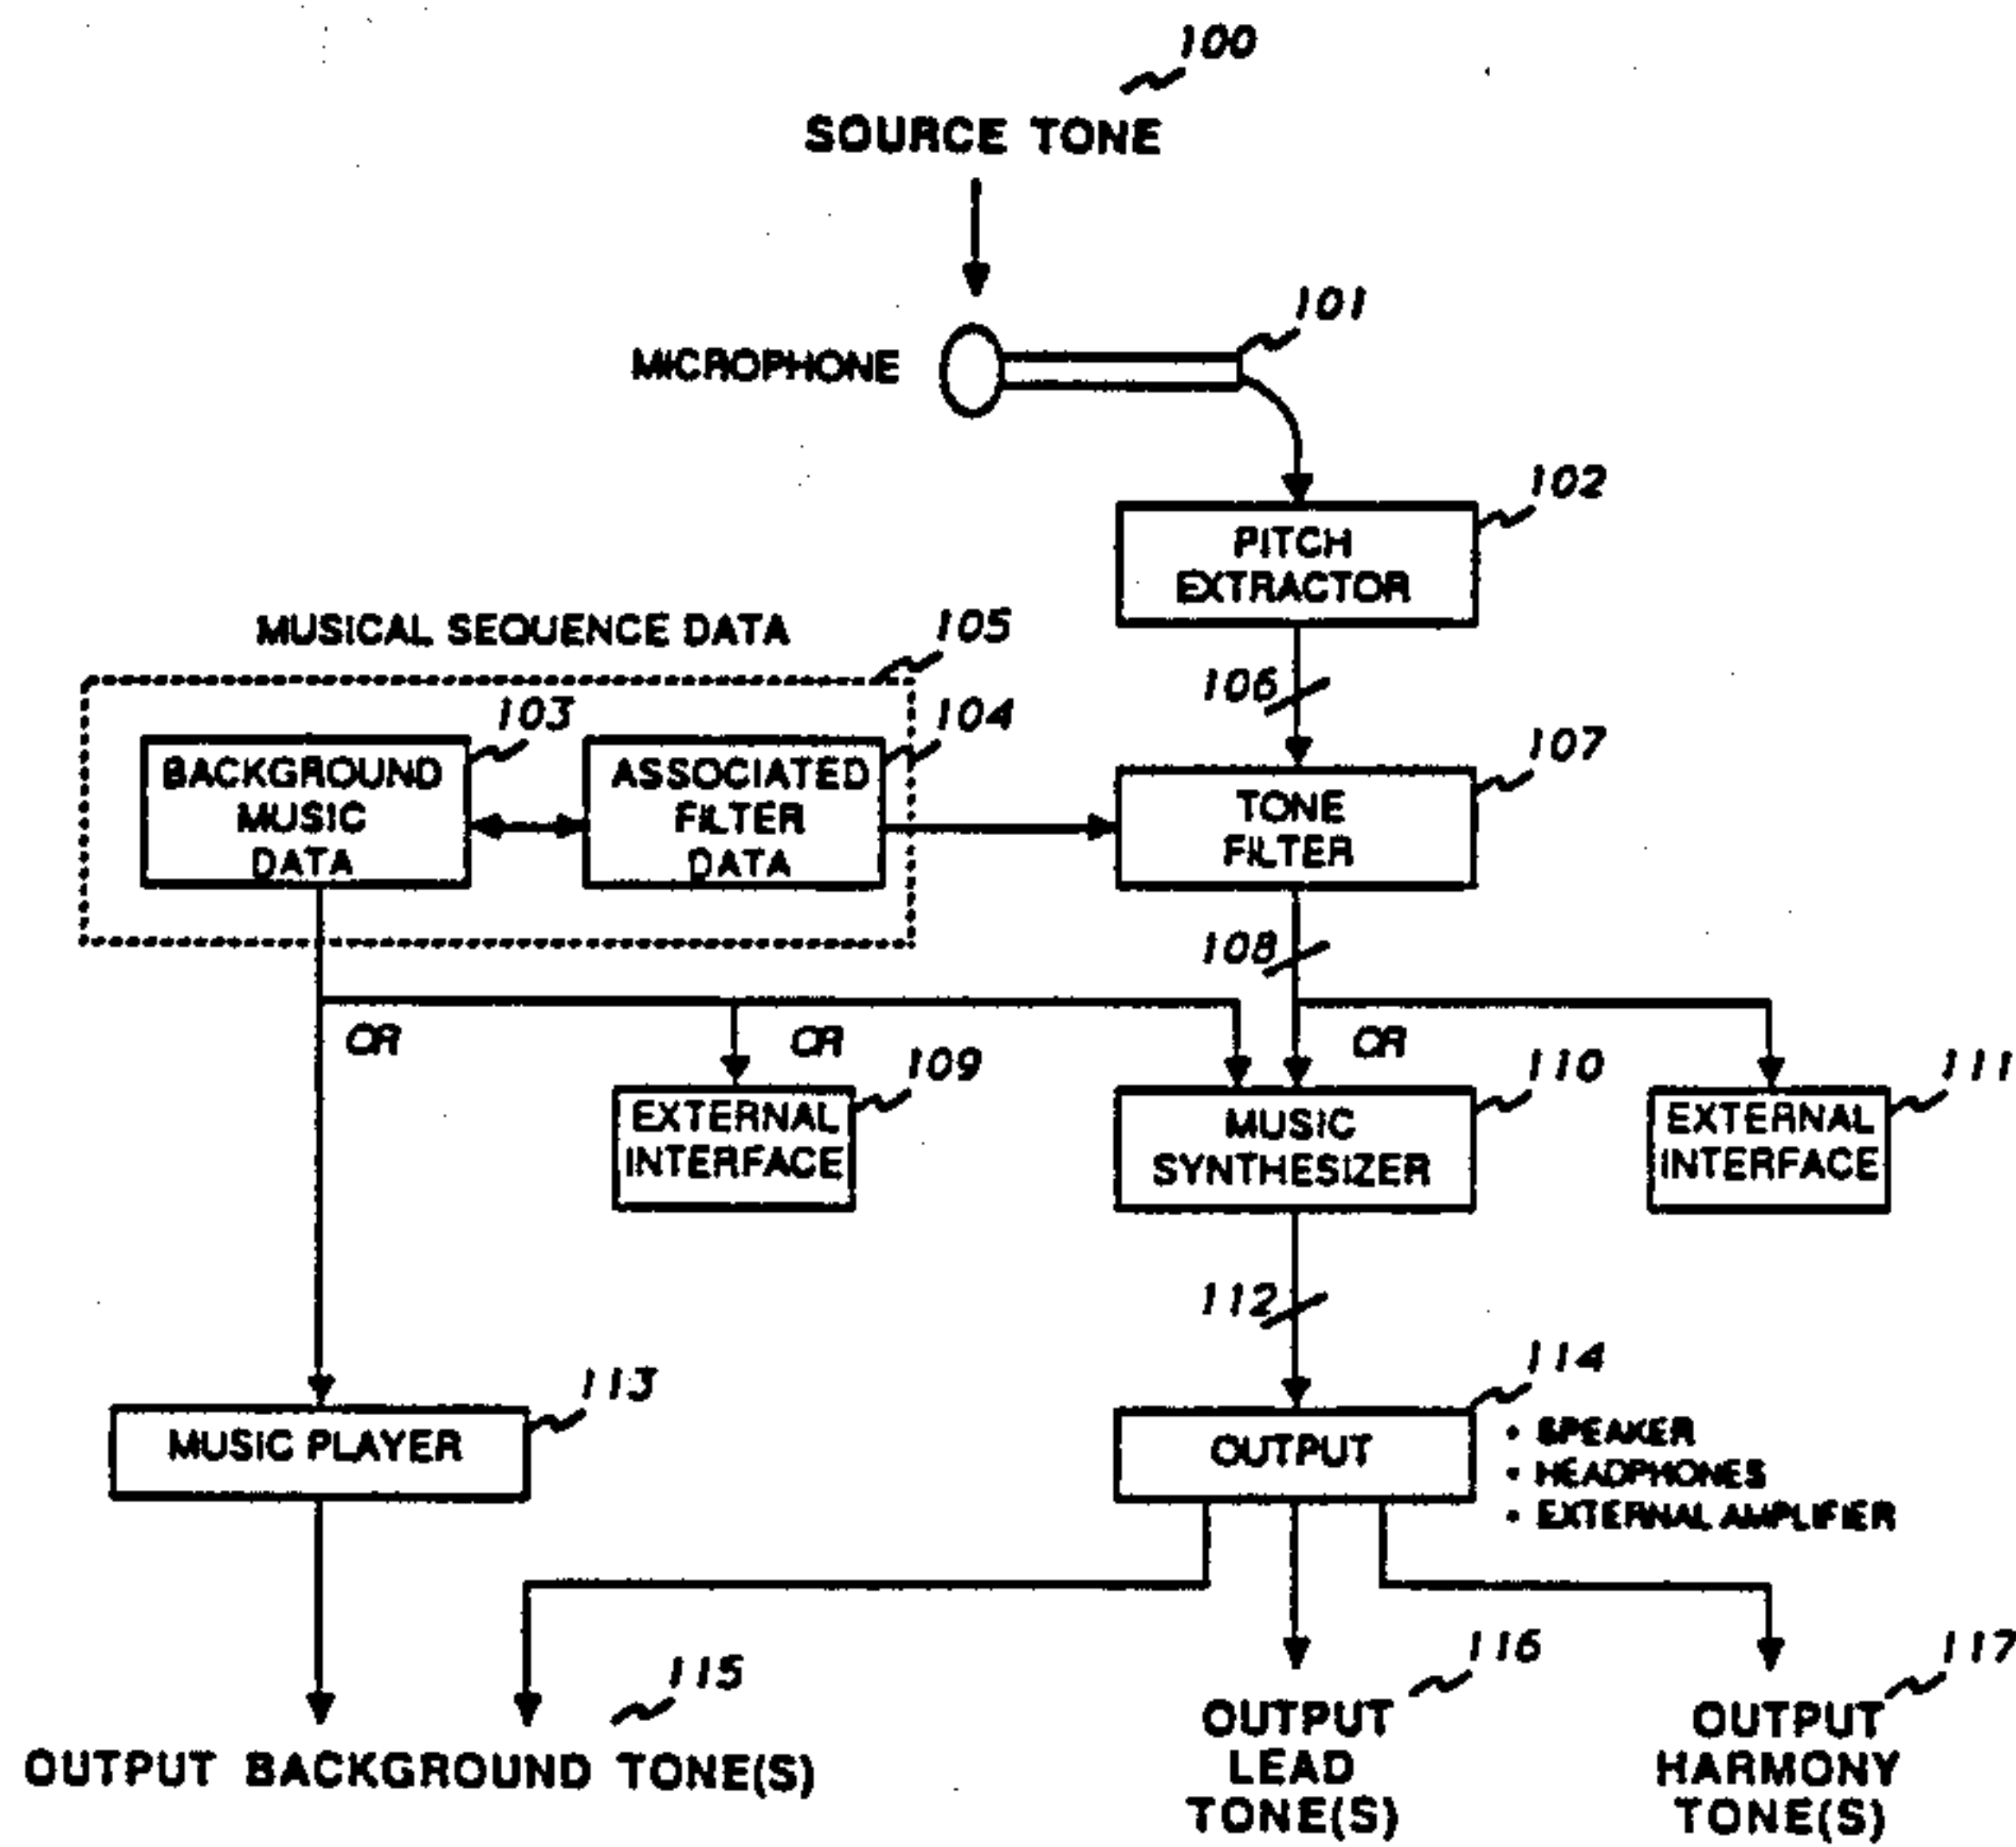 100
SOURCE TONE
101
MICROPHONE
102
PITCH
EXTRACTOR
MUSICAL SEQUENCE DATA
105
106
103
104
107
BACKGROUND
MUSIC
DATA
ASSOCIATED
FILTER
DATA
TONE
FILTER
108
OR
OR
OR
109
110
111
EXTERNAL
INTERFACE
MUSIC
SYNTHESIZER
EXTERNAL
INTERFACE
112
113
114
MUSIC PLAYER
OUTPUT
• SPEAKER
• HEADPHONES
• EXTERNAL AMPLIFIER
115
116
117
OUTPUT BACKGROUND TONE(S)
OUTPUT
LEAD
TONE(S)
OUTPUT
HARMONY
TONE(S)